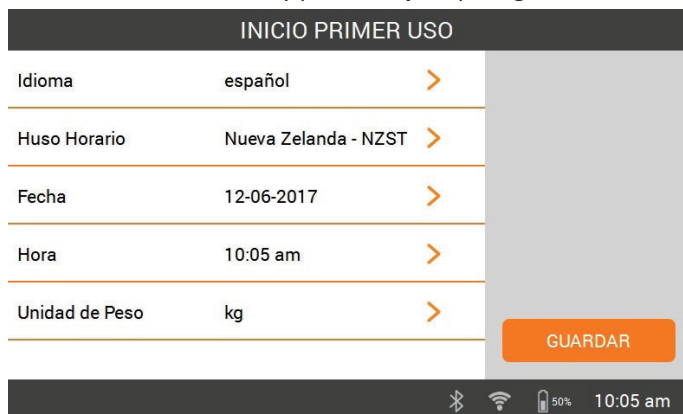 INICIO PRIMER USO
Idioma español
Huso Horario Nueva Zelanda - NZST
Fecha 12-06-2017
Hora 10:05 am
Unidad de Peso kg
GUARDAR
50% 10:05 am